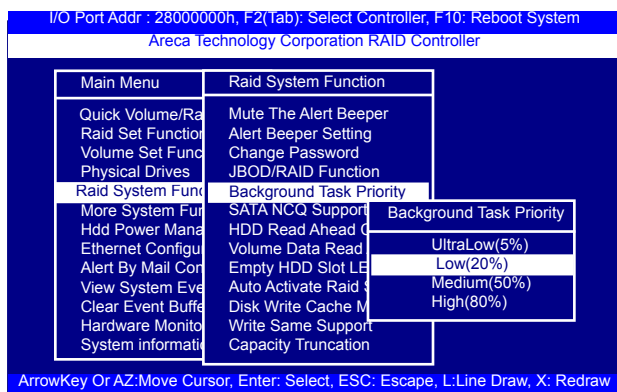 I/O Port Addr : 28000000h, F2(Tab): Select Controller, F10: Reboot System
Areca Technology Corporation RAID Controller
Main Menu
Quick Volume/Ra
Raid Set Function
Volume Set Func
Physical Drives
Raid System Func
More System Fun
Hdd Power Mana
Ethernet Configu
Alert By Mail Con
View System Eve
Clear Event Buffe
Hardware Monito
System informati
Raid System Function
Mute The Alert Beeper
Alert Beeper Setting
Change Password
JBOD/RAID Function
Background Task Priority
SATA NCQ Support
HDD Read Ahead C
Volume Data Read
Empty HDD Slot LE
Auto Activate Raid S
Disk Write Cache M
Write Same Support
Capacity Truncation
Background Task Priority
UltraLow(5%)
Low(20%)
Medium(50%)
High(80%)
ArrowKey Or AZ:Move Cursor, Enter: Select, ESC: Escape, L:Line Draw, X: Redraw